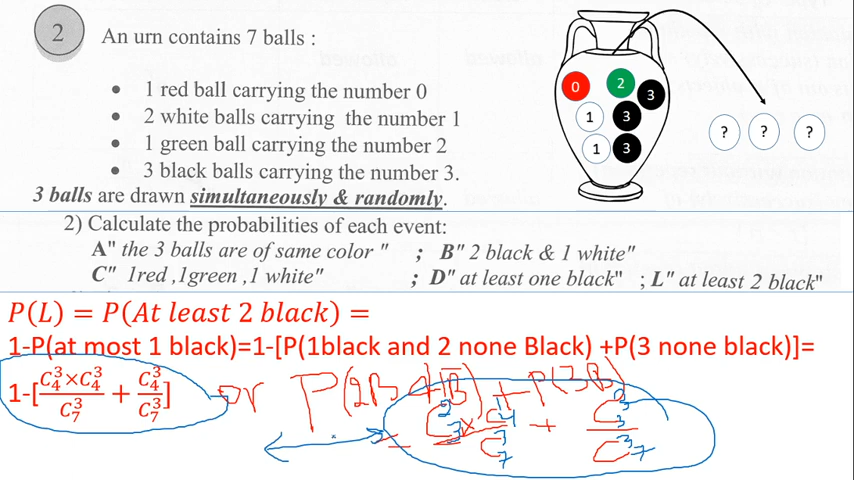 2
An urn contains 7 balls :
• 1 red ball carrying the number 0
• 2 white balls carrying the number 1
• 1 green ball carrying the number 2
• 3 black balls carrying the number 3.
3 balls are drawn simultaneously & randomly.
0 2 3
1 3
1 3
? ? ?
2) Calculate the probabilities of each event:
A" the 3 balls are of same color " ; B" 2 black & 1 white"
C" 1red ,1green ,1 white" ; D" at least one black" ; L" at least 2 black"
P(L) = P(At least 2 black) =
1-P(at most 1 black)=1-[P(1black and 2 none Black) +P(3 none black)]=
1-[C₄³×C₄³/C₇³ + C₄³/C₇³] or P(2B 1B̅) + P(3B)
= C₃² × C₄¹ / C₇³ + C₃³ / C₇³